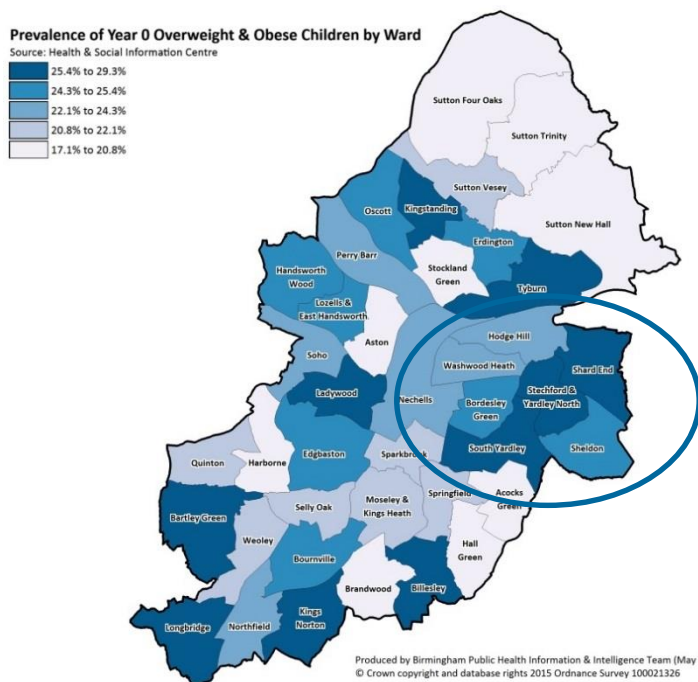 Prevalence of Year 0 Overweight & Obese Children by Ward
Source: Health & Social Information Centre
25.4% to 29.3%
24.3% to 25.4%
22.1% to 24.3%
20.8% to 22.1%
17.1% to 20.8%
Sutton Four Oaks
Sutton Trinity
Sutton Vesey
Sutton New Hall
Oscott
Kingstanding
Erdington
Perry Barr
Stockland
Green
Tyburn
Handsworth
Wood
Lozells &
East Handsworth
Aston
Soho
Hodge Hill
Washwood Heath
Shard End
Stechford &
Yardley North
Ladywood
Nechells
Bordesley
Green
Sheldon
South Yardley
Edgbaston
Sparkbrook
Quinton
Harborne
Acocks
Green
Springfield
Moseley &
Kings Heath
Selly Oak
Bartley Green
Weoley
Hall
Green
Bournville
Brandwood
Billesley
Kings
Norton
Longbridge
Northfield
Produced by Birmingham Public Health Information & Intelligence Team (May
© Crown copyright and database rights 2015 Ordnance Survey 100021326